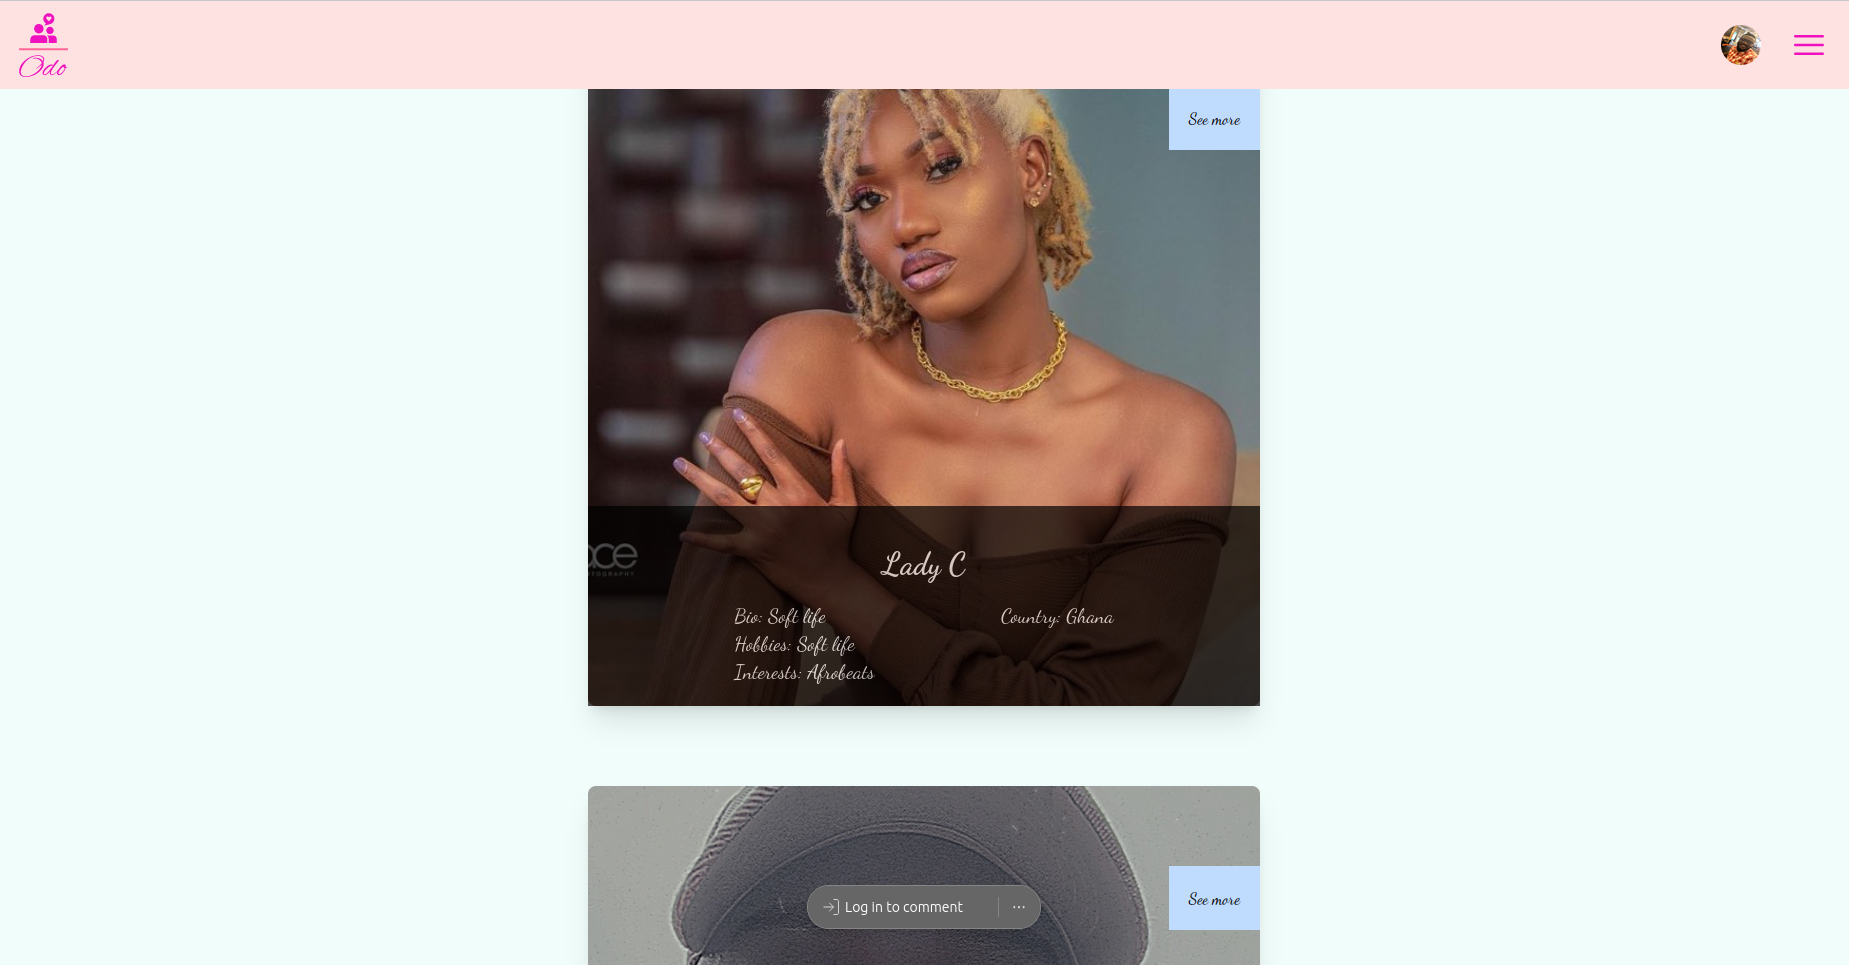 Odo
See more
Lady C
Bio: Soft life
Country: Ghana
Hobbies: Soft life
Interests: Afrobeats
See more
Log in to comment